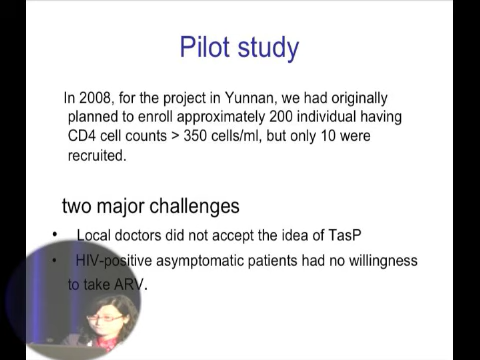 Pilot study
In 2008, for the project in Yunnan, we had originally
planned to enroll approximately 200 individual having
CD4 cell counts > 350 cells/ml, but only 10 were
recruited.
two major challenges
• Local doctors did not accept the idea of TasP
• HIV-positive asymptomatic patients had no willingness
to take ARV.